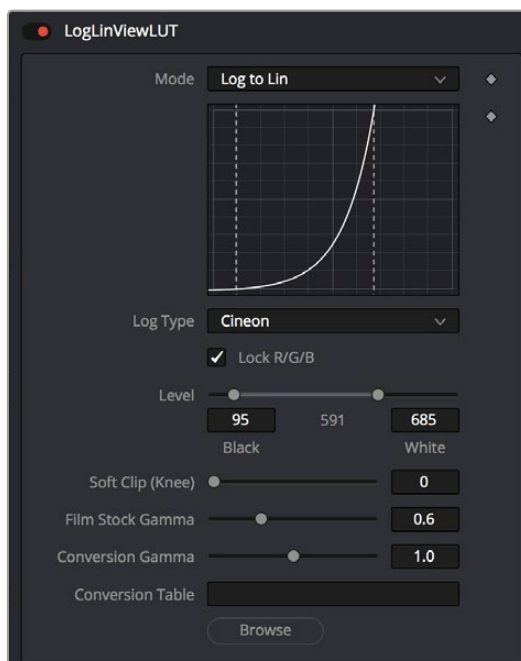 LogLinViewLUT
Mode Log to Lin
Log Type Cineon
Lock R/G/B
Level
95 591 685
Black White
Soft Clip (Knee) 0
Film Stock Gamma 0.6
Conversion Gamma 1.0
Conversion Table
Browse